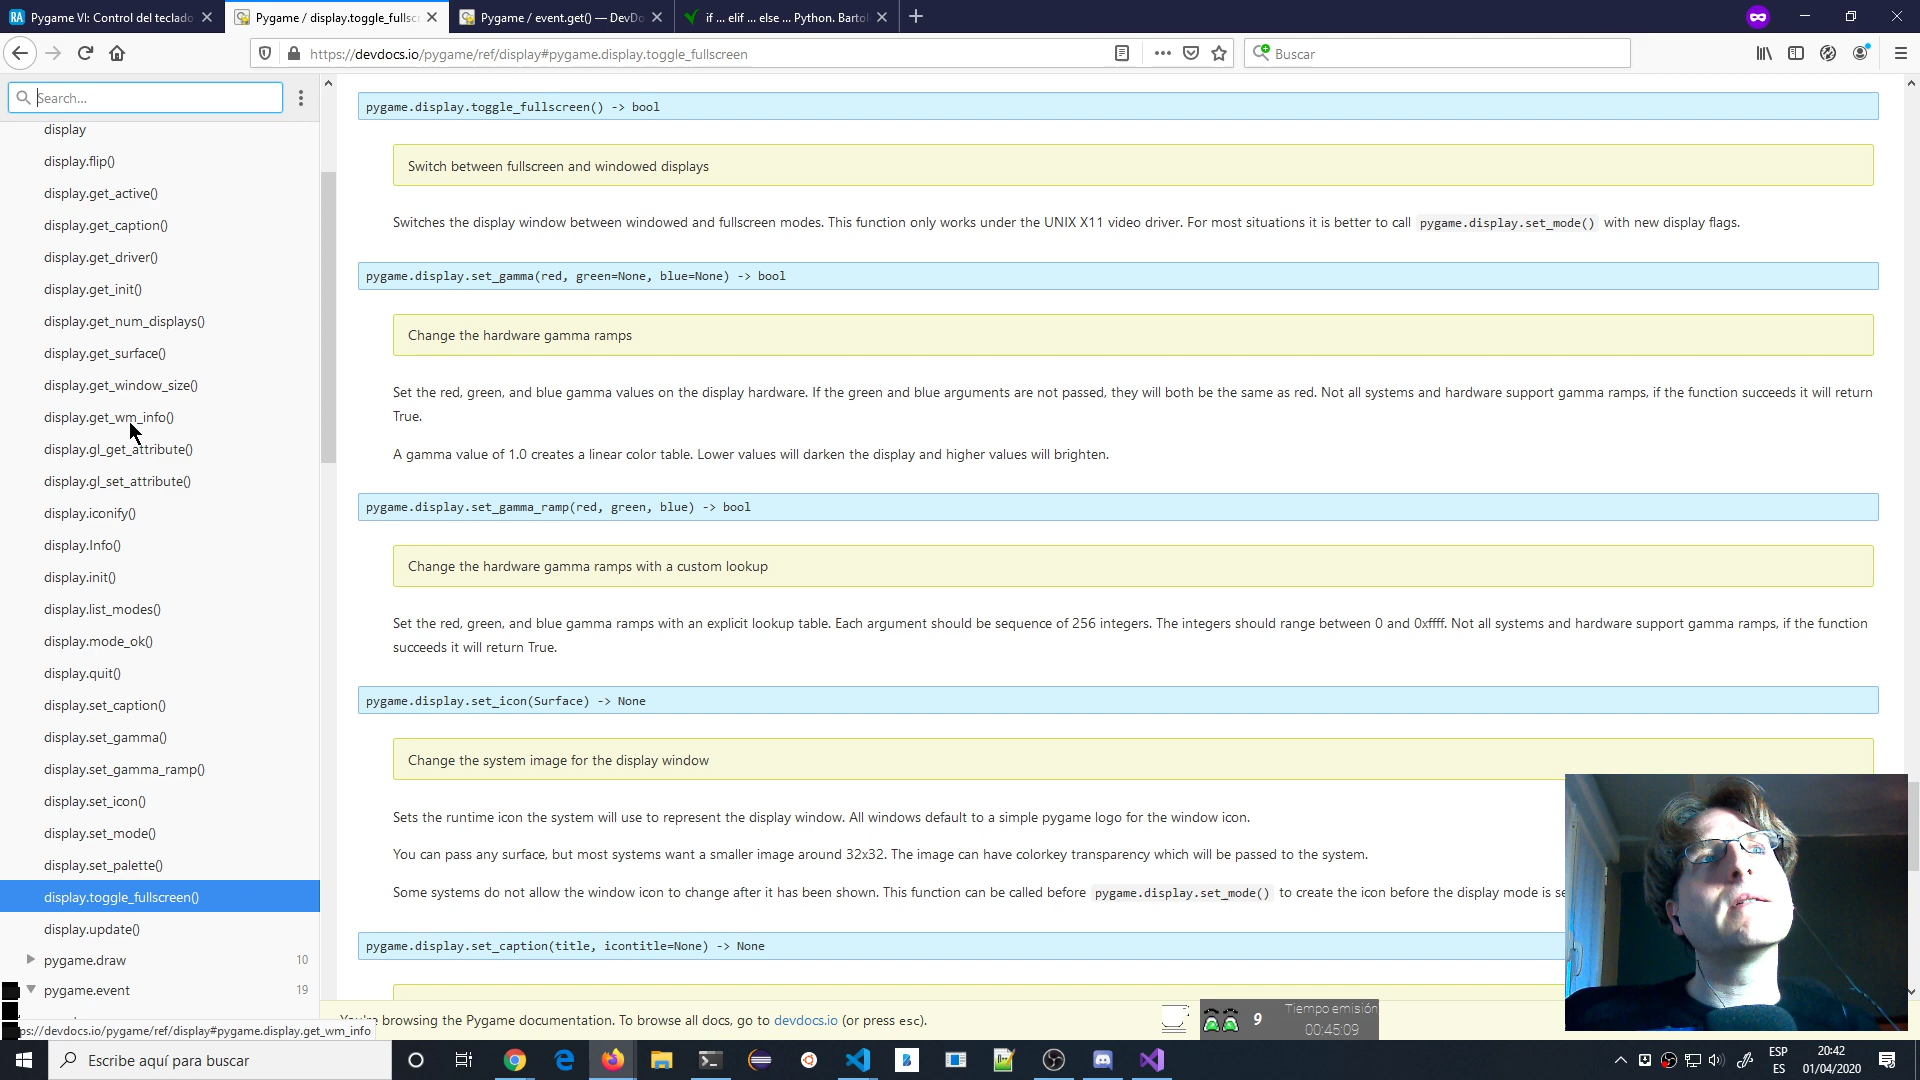 Pygame VI: Control del teclado
Pygame / display.toggle_fullscr
Pygame / event.get() — DevDo
if ... elif ... else ... Python. Bartol
https://devdocs.io/pygame/ref/display#pygame.display.toggle_fullscreen
Buscar
Search...
display
display.flip()
display.get_active()
display.get_caption()
display.get_driver()
display.get_init()
display.get_num_displays()
display.get_surface()
display.get_window_size()
display.get_wm_info()
display.gl_get_attribute()
display.gl_set_attribute()
display.iconify()
display.Info()
display.init()
display.list_modes()
display.mode_ok()
display.quit()
display.set_caption()
display.set_gamma()
display.set_gamma_ramp()
display.set_icon()
display.set_mode()
display.set_palette()
display.toggle_fullscreen()
display.update()
pygame.draw 10
pygame.event 19
ps://devdocs.io/pygame/ref/display#pygame.display.get_wm_info
pygame.display.toggle_fullscreen() -> bool
Switch between fullscreen and windowed displays
Switches the display window between windowed and fullscreen modes. This function only works under the UNIX X11 video driver. For most situations it is better to call pygame.display.set_mode() with new display flags.
pygame.display.set_gamma(red, green=None, blue=None) -> bool
Change the hardware gamma ramps
Set the red, green, and blue gamma values on the display hardware. If the green and blue arguments are not passed, they will both be the same as red. Not all systems and hardware support gamma ramps, if the function succeeds it will return
True.
A gamma value of 1.0 creates a linear color table. Lower values will darken the display and higher values will brighten.
pygame.display.set_gamma_ramp(red, green, blue) -> bool
Change the hardware gamma ramps with a custom lookup
Set the red, green, and blue gamma ramps with an explicit lookup table. Each argument should be sequence of 256 integers. The integers should range between 0 and 0xffff. Not all systems and hardware support gamma ramps, if the function
succeeds it will return True.
pygame.display.set_icon(Surface) -> None
Change the system image for the display window
Sets the runtime icon the system will use to represent the display window. All windows default to a simple pygame logo for the window icon.
You can pass any surface, but most systems want a smaller image around 32x32. The image can have colorkey transparency which will be passed to the system.
Some systems do not allow the window icon to change after it has been shown. This function can be called before pygame.display.set_mode() to create the icon before the display mode is se
pygame.display.set_caption(title, icontitle=None) -> None
browsing the Pygame documentation. To browse all docs, go to devdocs.io (or press esc).
9
Tiempo emisión
00:45:09
Escribe aquí para buscar
ESP
ES
20:42
01/04/2020